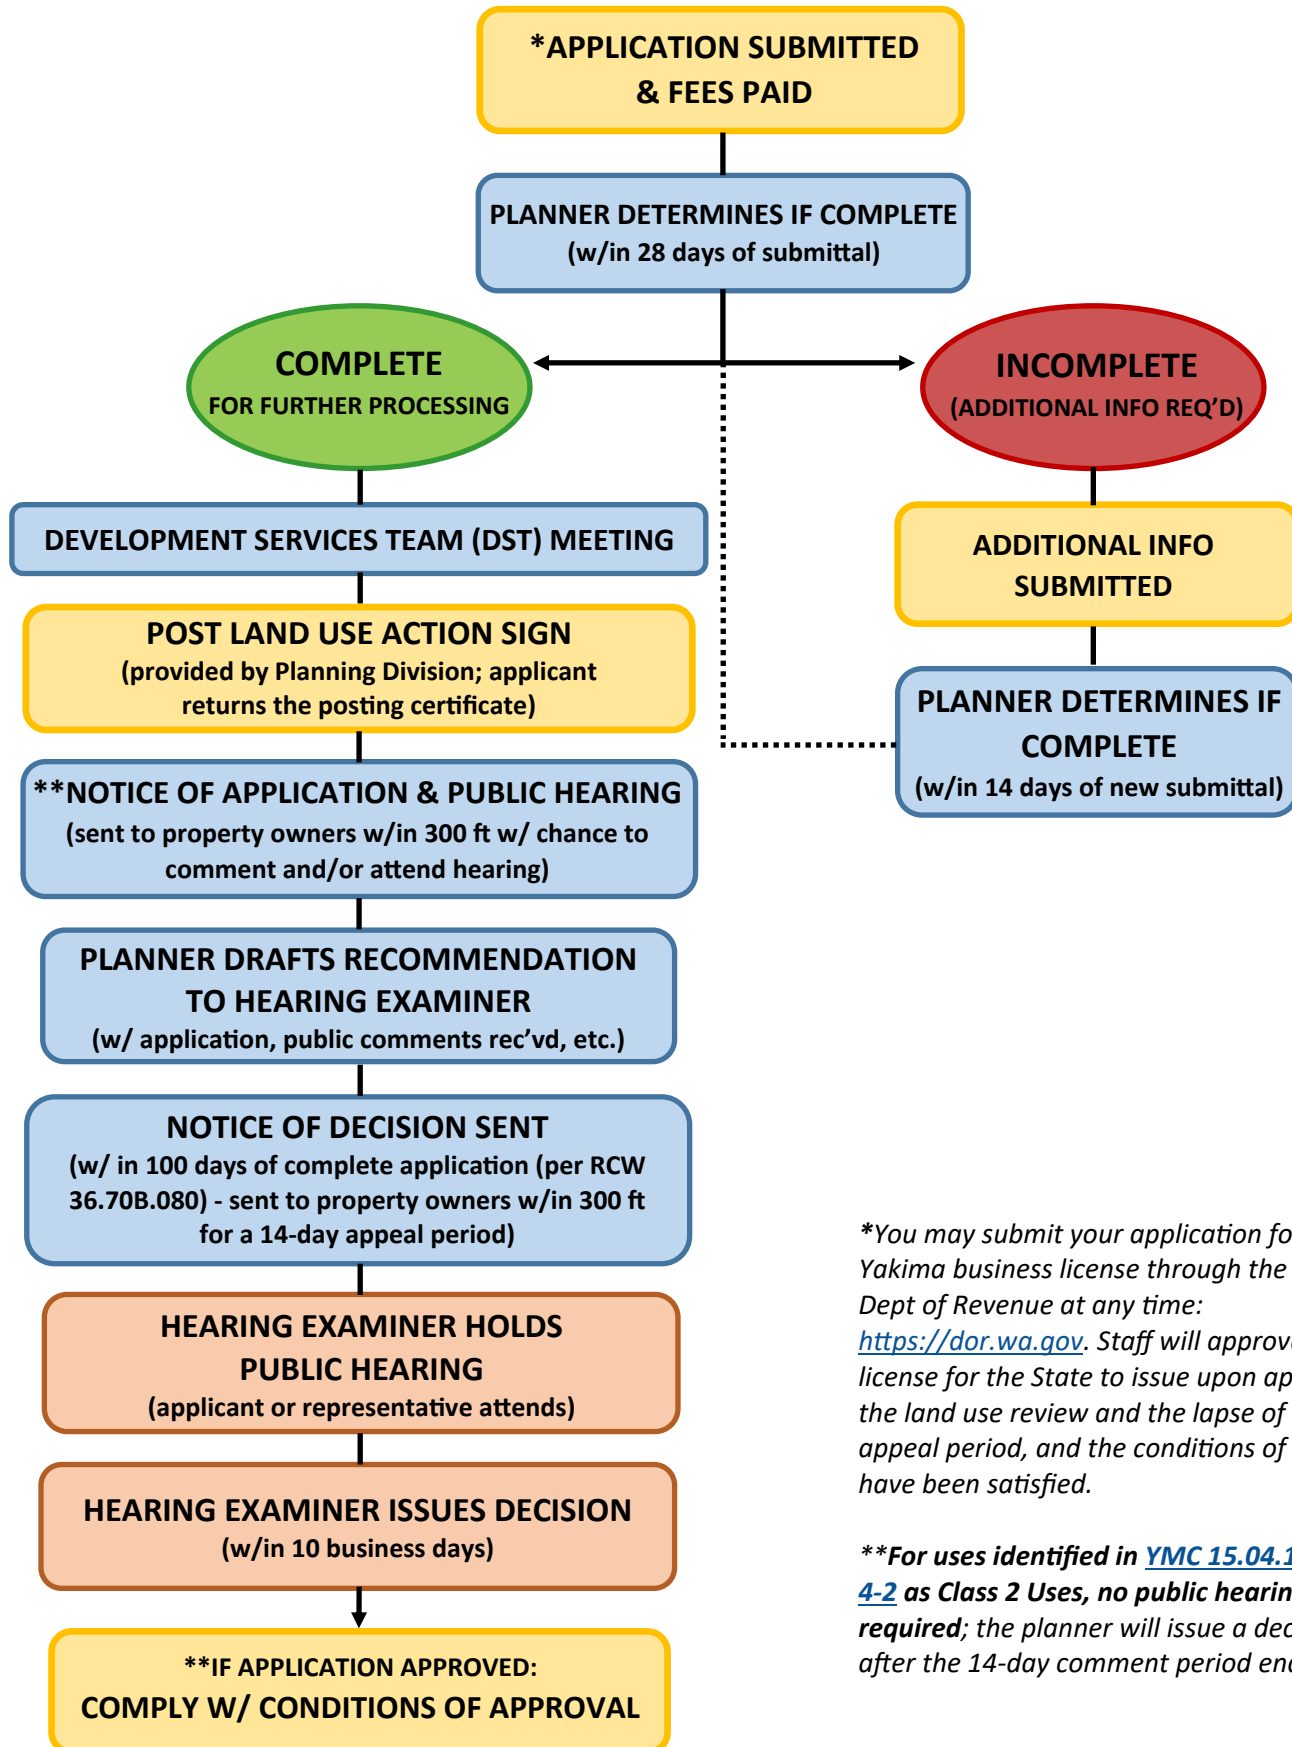 *APPLICATION SUBMITTED
& FEES PAID
PLANNER DETERMINES IF COMPLETE
(w/in 28 days of submittal)
COMPLETE
FOR FURTHER PROCESSING
INCOMPLETE
(ADDITIONAL INFO REQ’D)
DEVELOPMENT SERVICES TEAM (DST) MEETING
ADDITIONAL INFO
SUBMITTED
POST LAND USE ACTION SIGN
(provided by Planning Division; applicant
returns the posting certificate)
PLANNER DETERMINES IF
COMPLETE
(w/in 14 days of new submittal)
**NOTICE OF APPLICATION & PUBLIC HEARING
(sent to property owners w/in 300 ft w/ chance to
comment and/or attend hearing)
PLANNER DRAFTS RECOMMENDATION
TO HEARING EXAMINER
(w/ application, public comments rec’vd, etc.)
NOTICE OF DECISION SENT
(w/ in 100 days of complete application (per RCW
36.70B.080) - sent to property owners w/in 300 ft
for a 14-day appeal period)
HEARING EXAMINER HOLDS
PUBLIC HEARING
(applicant or representative attends)
HEARING EXAMINER ISSUES DECISION
(w/in 10 business days)
**IF APPLICATION APPROVED:
COMPLY W/ CONDITIONS OF APPROVAL
*You may submit your application fo
Yakima business license through the
Dept of Revenue at any time:
https://dor.wa.gov. Staff will approv
license for the State to issue upon ap
the land use review and the lapse of
appeal period, and the conditions of
have been satisfied.
**For uses identified in YMC 15.04.1
4-2 as Class 2 Uses, no public hearin
required; the planner will issue a dec
after the 14-day comment period en